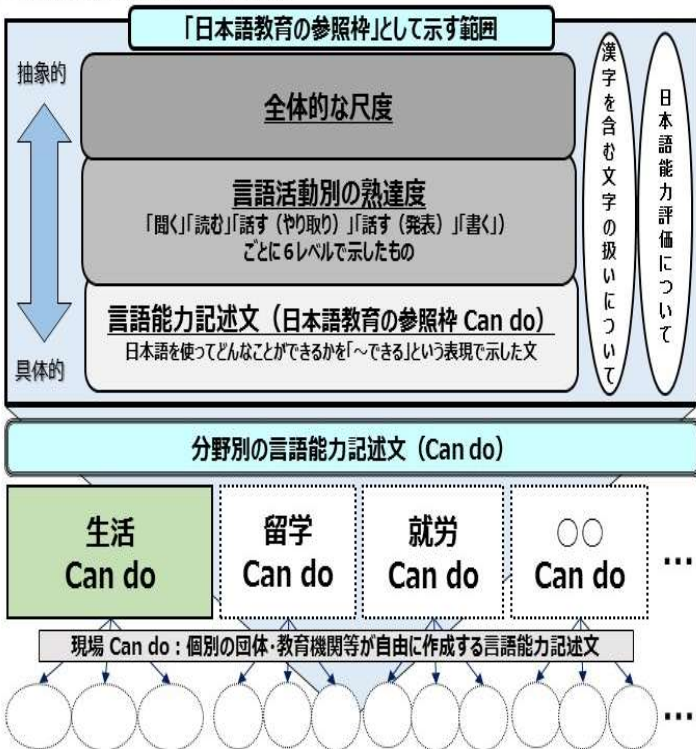 「日本語教育の参照枠」として示す範囲
抽象的
具体的
全体的な尺度
言語活動別の熟達度
「聞く」「読む」「話す（やり取り）」「話す（発表）」「書く」）
ごとに６レベルで示したもの
言語能力記述文（日本語教育の参照枠 Can do）
日本語を使ってどんなことができるかを「～できる」という表現で示した文
漢字を含む文字の扱いについて
日本語能力評価について
分野別の言語能力記述文（Can do）
生活
Can do
留学
Can do
就労
Can do
○○
Can do
…
現場 Can do：個別の団体・教育機関等が自由に作成する言語能力記述文
…